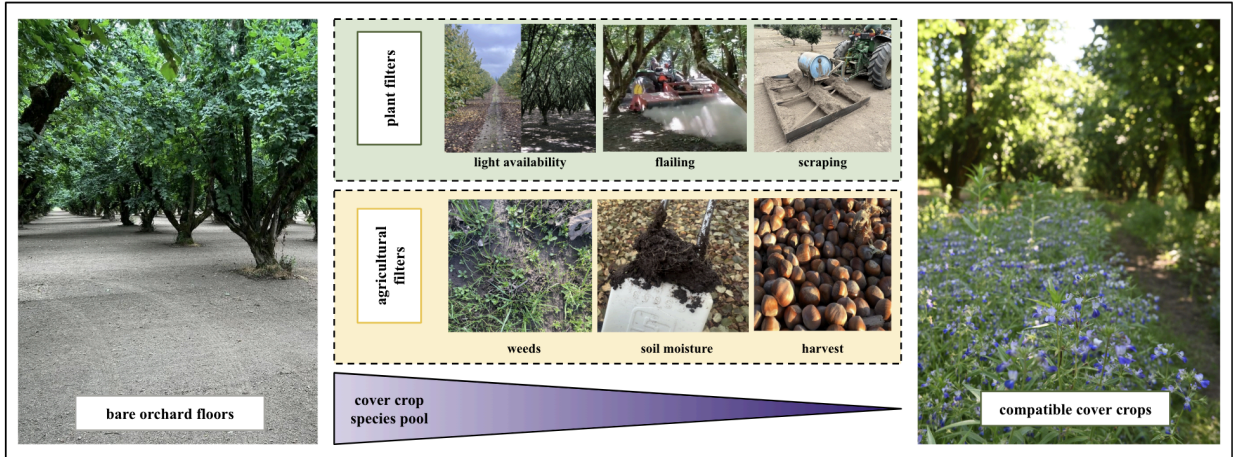 plant filters
light availability
flailing
scraping
agricultural
filters
weeds
soil moisture
harvest
bare orchard floors
cover crop
species pool
compatible cover crops